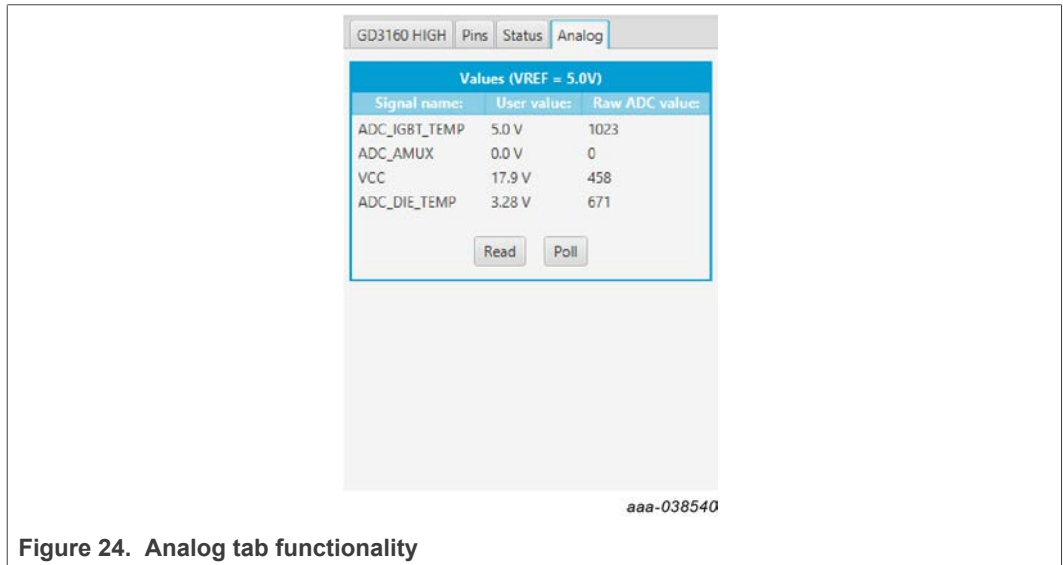 GD3160 HIGH Pins Status Analog
Values (VREF = 5.0V)
Signal name: User value: Raw ADC value:
ADC_IGBT_TEMP 5.0 V 1023
ADC_AMUX 0.0 V 0
VCC 17.9 V 458
ADC_DIE_TEMP 3.28 V 671
Read Poll
aaa-038540
Figure 24. Analog tab functionality